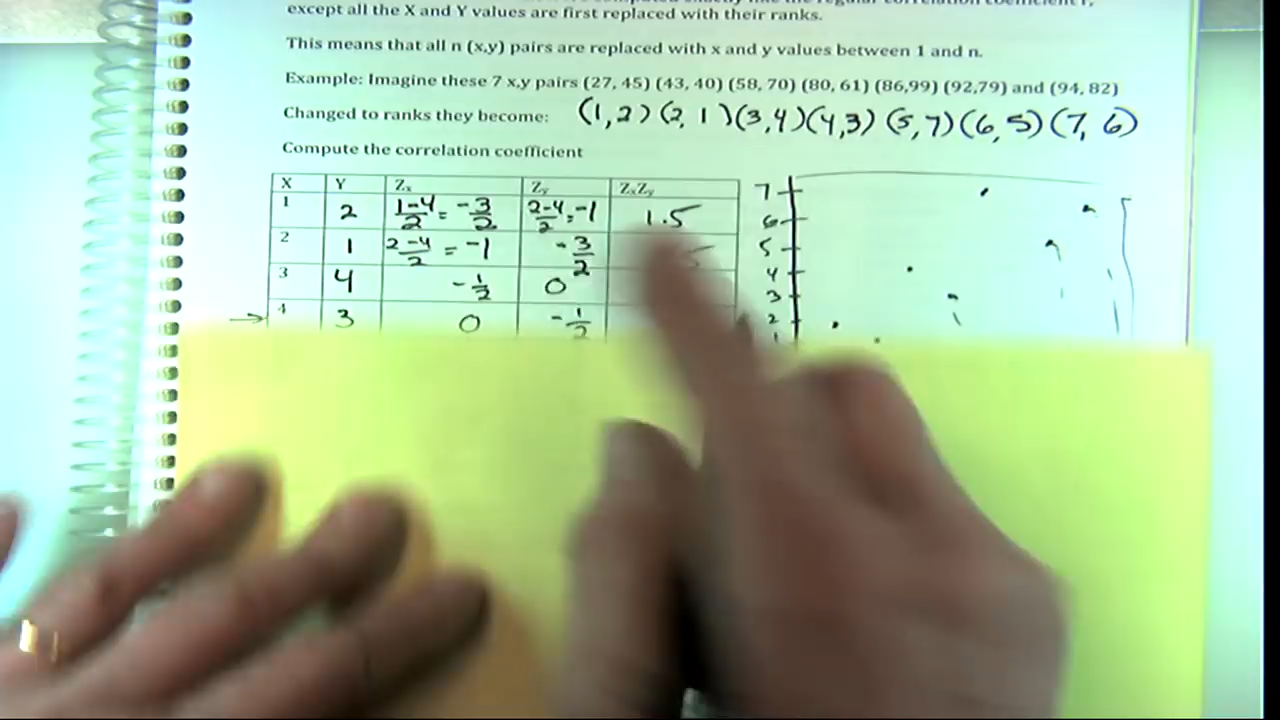 except all the X and Y values are first replaced with their ranks.
This means that all n (x,y) pairs are replaced with x and y values between 1 and n.
Example: Imagine these 7 x,y pairs (27, 45) (43, 40) (58, 70) (80, 61) (86,99) (92,79) and (94, 82)
Changed to ranks they become: (1,2) (2, 1) (3,4) (4,3) (5,7) (6,5) (7, 6)
Compute the correlation coefficient
X Y Zx Zy ZxZy
1 2 1-4/2 = -3/2 2-4/2 = -1 1.5
2 1 2-4/2 = -1 -3/2
3 4 -1/2 0
4 3 0 -1/2
7
6
5
4
3
2
1